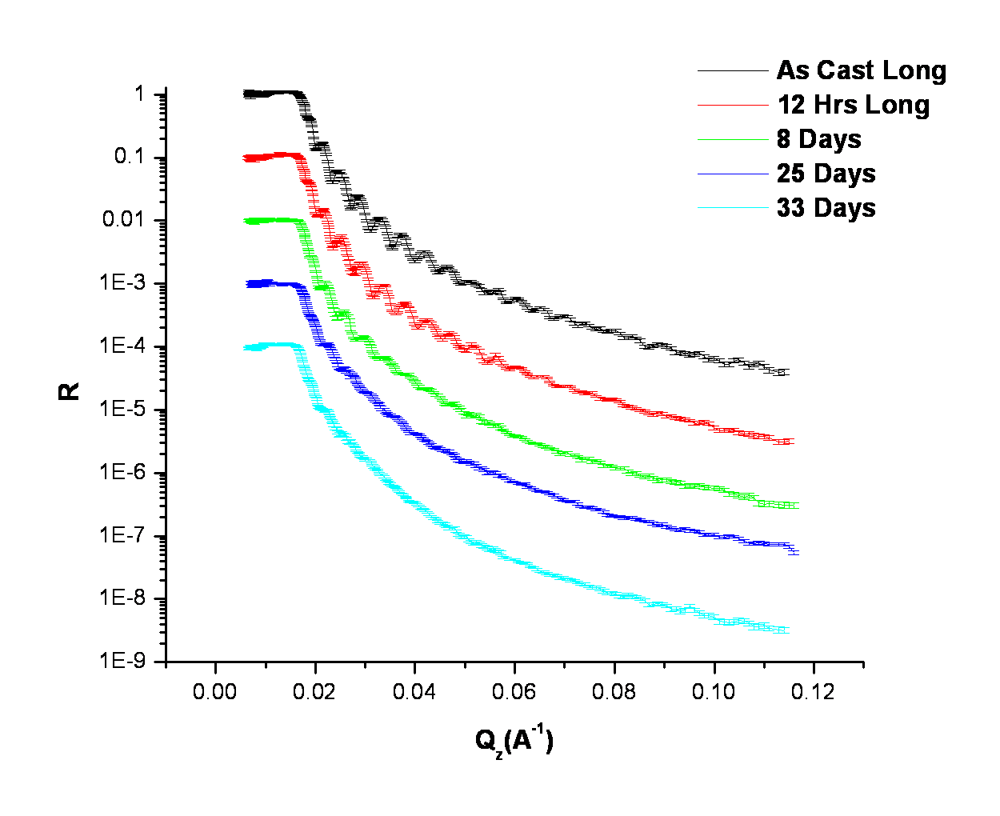 As Cast Long
12 Hrs Long
8 Days
25 Days
33 Days
1
0.1
0.01
1E-3
1E-4
1E-5
1E-6
1E-7
1E-8
1E-9
R
0.00 0.02 0.04 0.06 0.08 0.10 0.12
Qz(A-1)